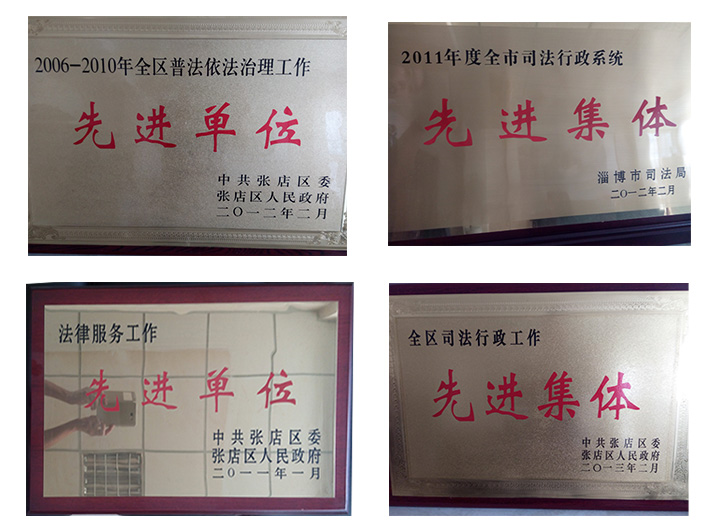 2006-2010年全区普法依法治理工作
先进单位
中共张店区委
张店区人民政府
二〇一二年二月
2011年度全市司法行政系统
先进集体
淄博市司法局
二〇一二年二月
法律服务工作
先进单位
中共张店区委
张店区人民政府
二〇一一年一月
全区司法行政工作
先进集体
中共张店区委
张店区人民政府
二〇一三年二月